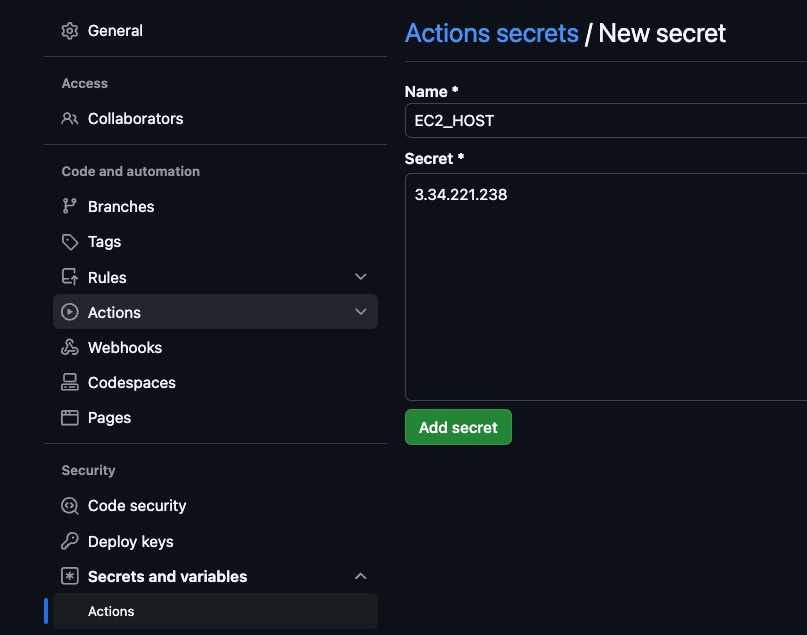 General
Access
Collaborators
Code and automation
Branches
Tags
Rules
Actions
Webhooks
Codespaces
Pages
Security
Code security
Deploy keys
Secrets and variables
Actions
Actions secrets / New secret
Name *
EC2_HOST
Secret *
3.34.221.238
Add secret